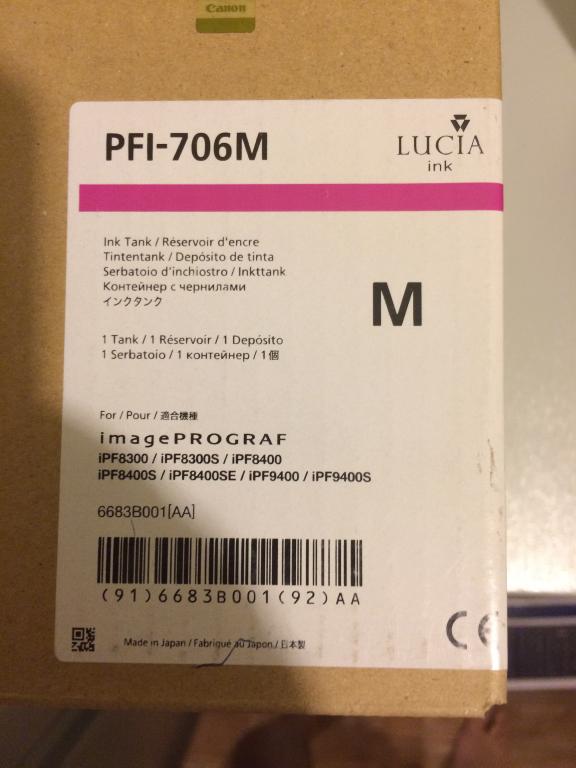 Canon
PFI-706M
LUCIA
ink
Ink Tank / Réservoir d'encre
Tintentank / Depósito de tinta
Serbatoio d'inchiostro / Inkttank
Контейнер с чернилами
インクタンク
M
1 Tank / 1 Réservoir / 1 Depósito
1 Serbatoio / 1 контейнер / 1個
For / Pour / 適合機種
imagePROGRAF
iPF8300 / iPF8300S / iPF8400
iPF8400S / iPF8400SE / iPF9400 / iPF9400S
6683B001[AA]
(91)6683B001(92)AA
Made in Japan / Fabriqué au Japon / 日本製
CE